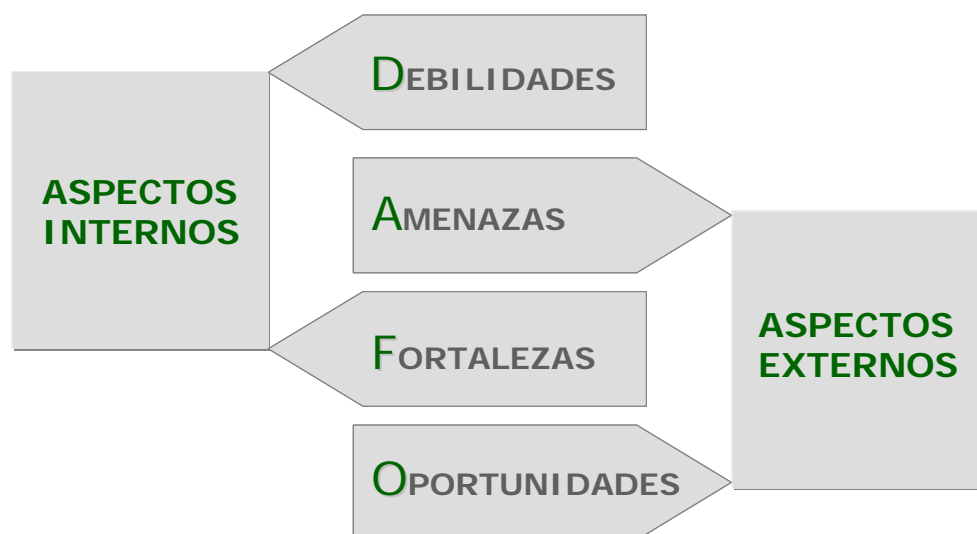 DEBILIDADES
ASPECTOS
INTERNOS
AMENAZAS
FORTALEZAS
ASPECTOS
EXTERNOS
OPORTUNIDADES